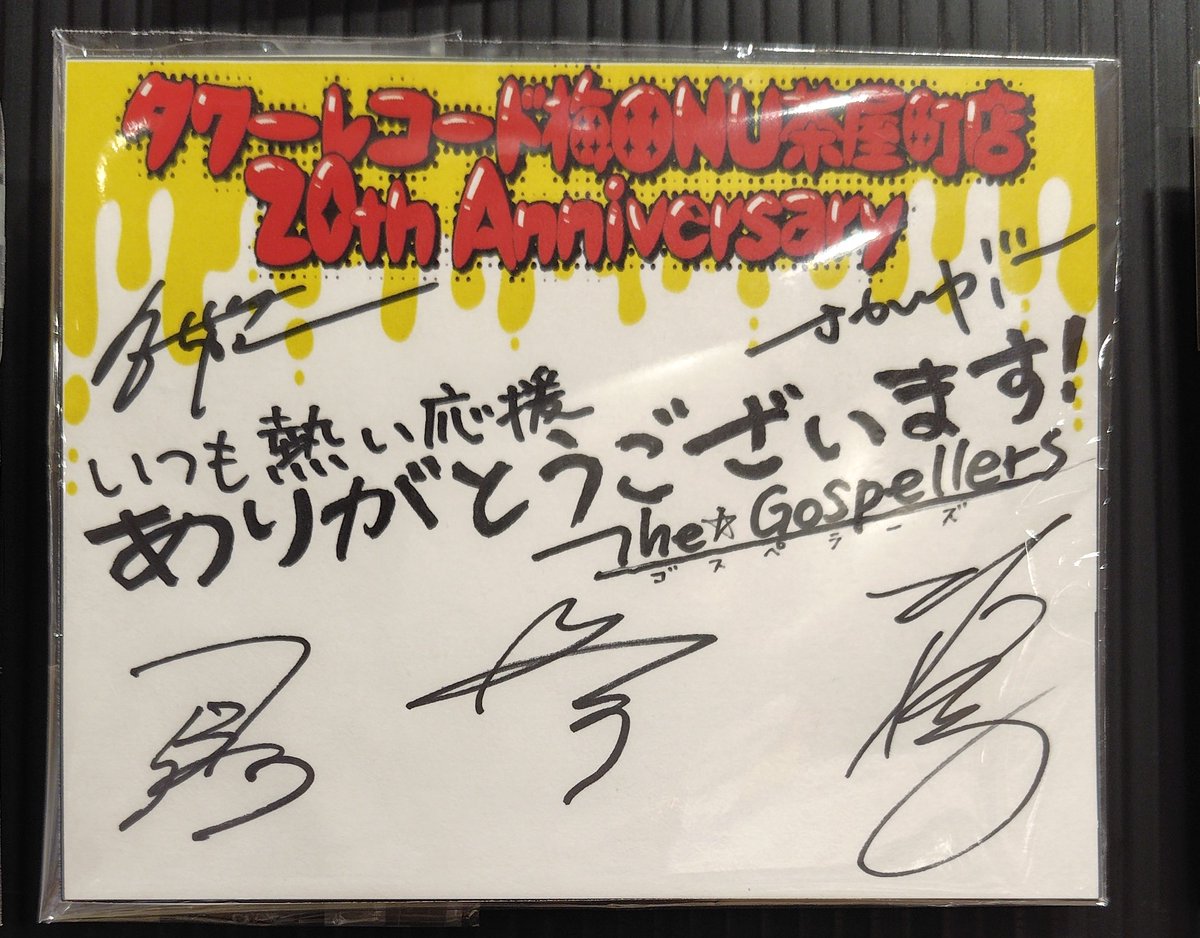 タワーレコード梅田NU茶屋町店
20th Anniversary
いつも熱い応援
ありがとうございます!
The☆Gospellers
ゴスペラーズ